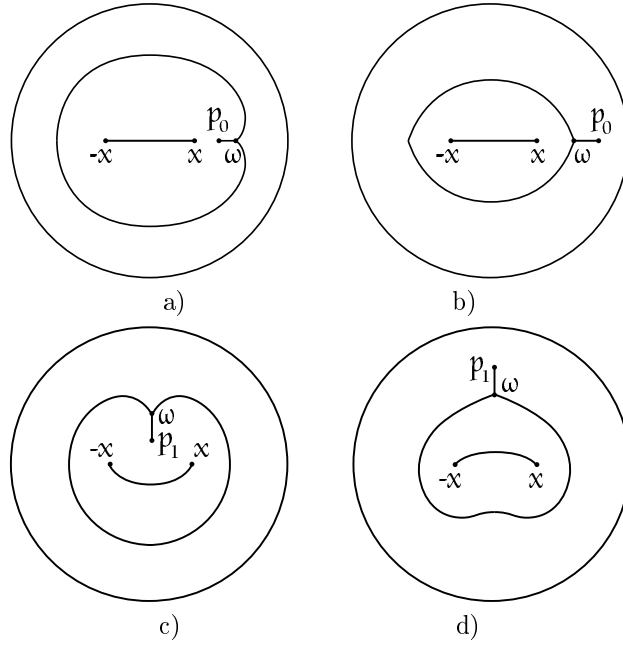 p₀ p₀
-x x ω -x x ω
a) b)
p₁ ω
ω
-x p₁ x
-x x
c) d)